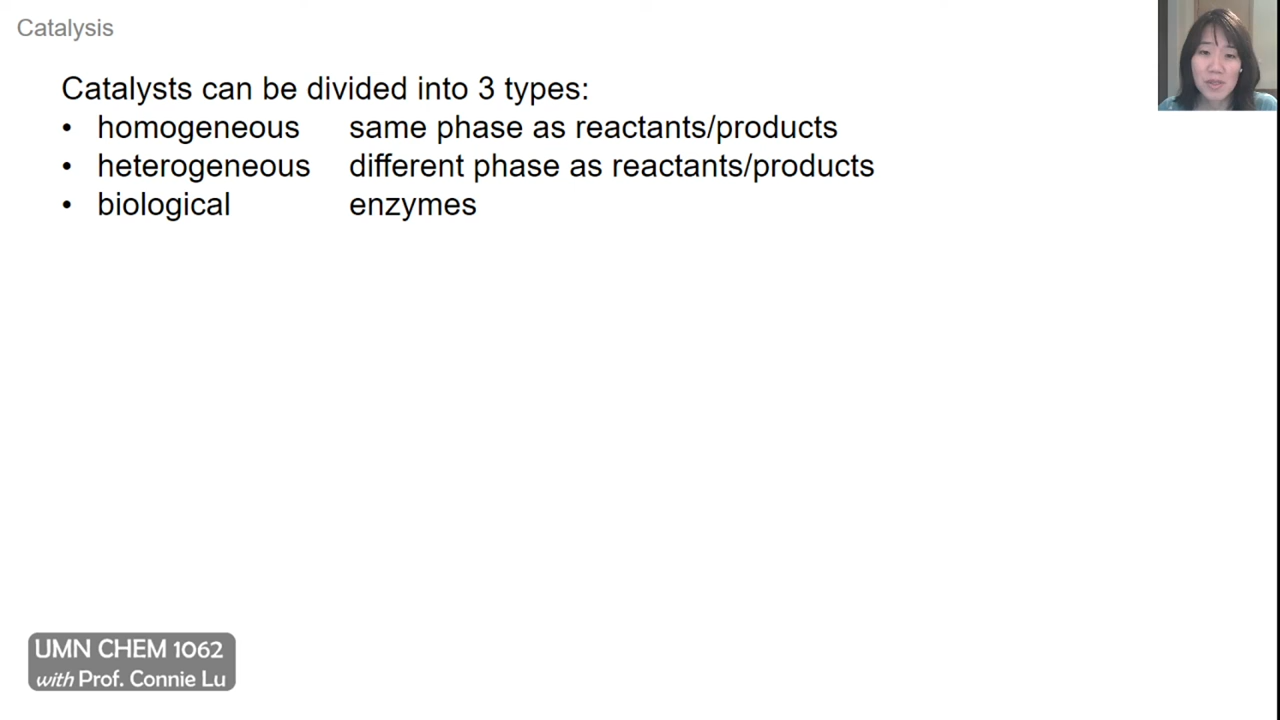 Catalysis
Catalysts can be divided into 3 types:
• homogeneous same phase as reactants/products
• heterogeneous different phase as reactants/products
• biological enzymes
UMN CHEM 1062
with Prof. Connie Lu